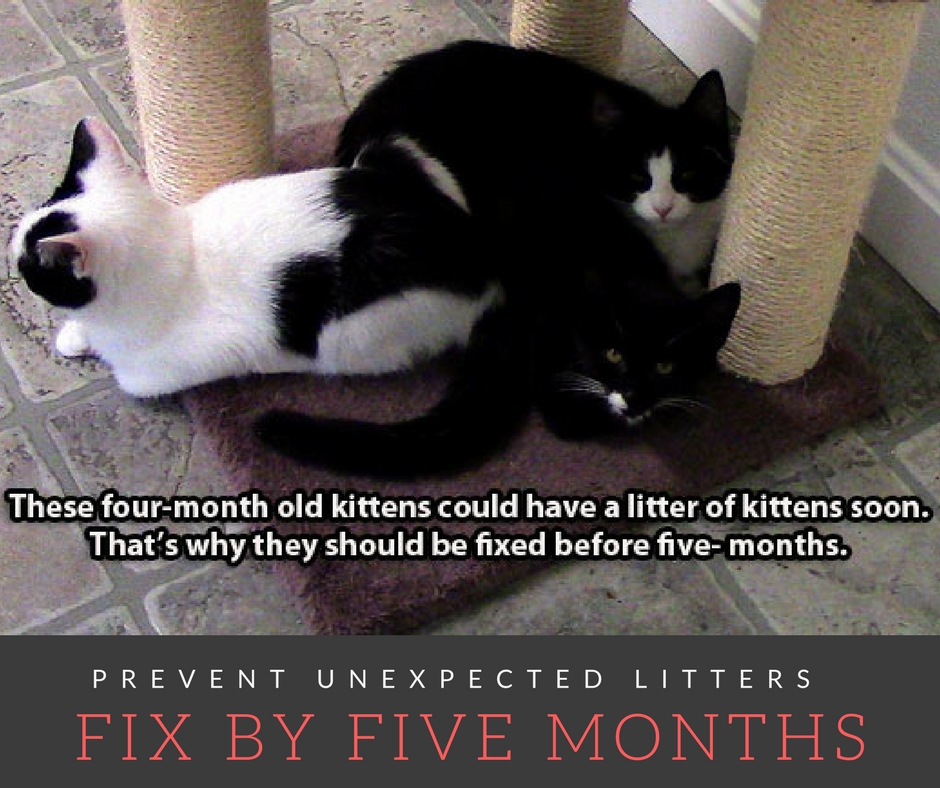 These four-month old kittens could have a litter of kittens soon.
That's why they should be fixed before five- months.
PREVENT UNEXPECTED LITTERS
FIX BY FIVE MONTHS